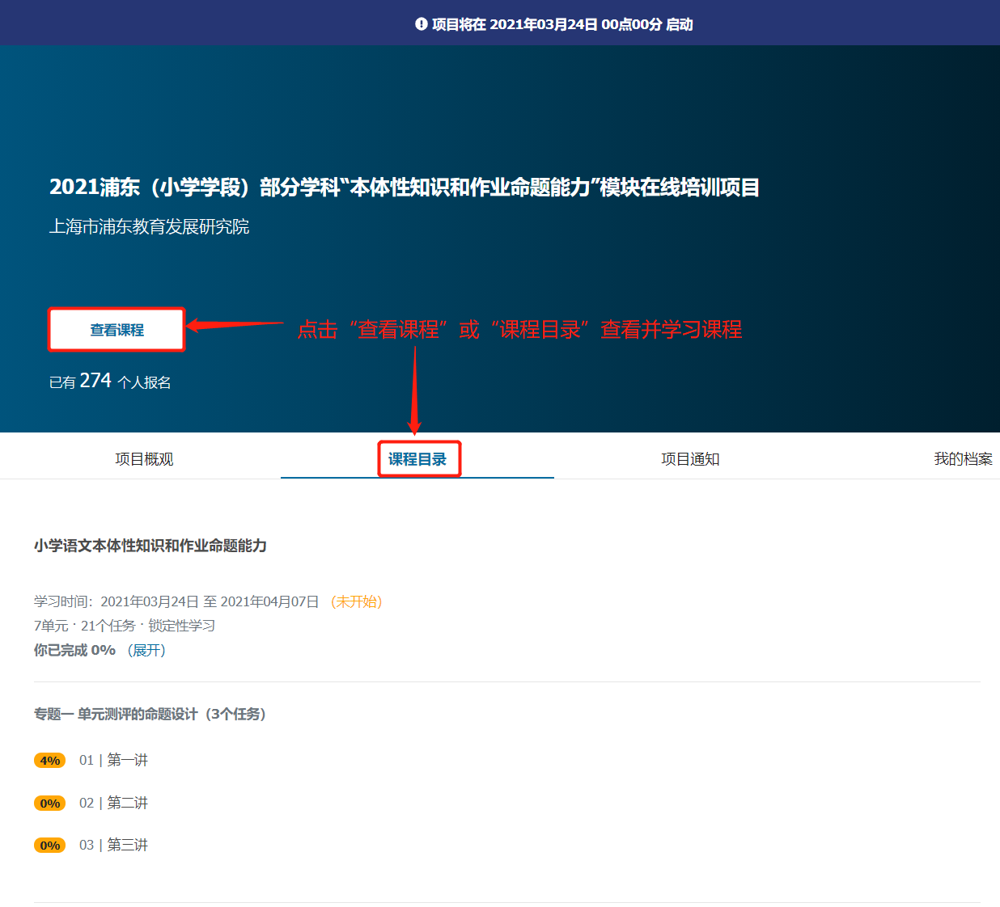 项目将在 2021年03月24日 00点00分 启动
2021浦东（小学学段）部分学科“本体性知识和作业命题能力”模块在线培训项目
上海市浦东教育发展研究院
查看课程
点击“查看课程”或“课程目录”查看并学习课程
已有 274 个人报名
项目概观 课程目录 项目通知 我的档案
小学语文本体性知识和作业命题能力
学习时间：2021年03月24日 至 2021年04月07日 （未开始）
7单元 · 21个任务 · 锁定性学习
你已完成 0% （展开）
专题一 单元测评的命题设计（3个任务）
4% 01 | 第一讲
0% 02 | 第二讲
0% 03 | 第三讲